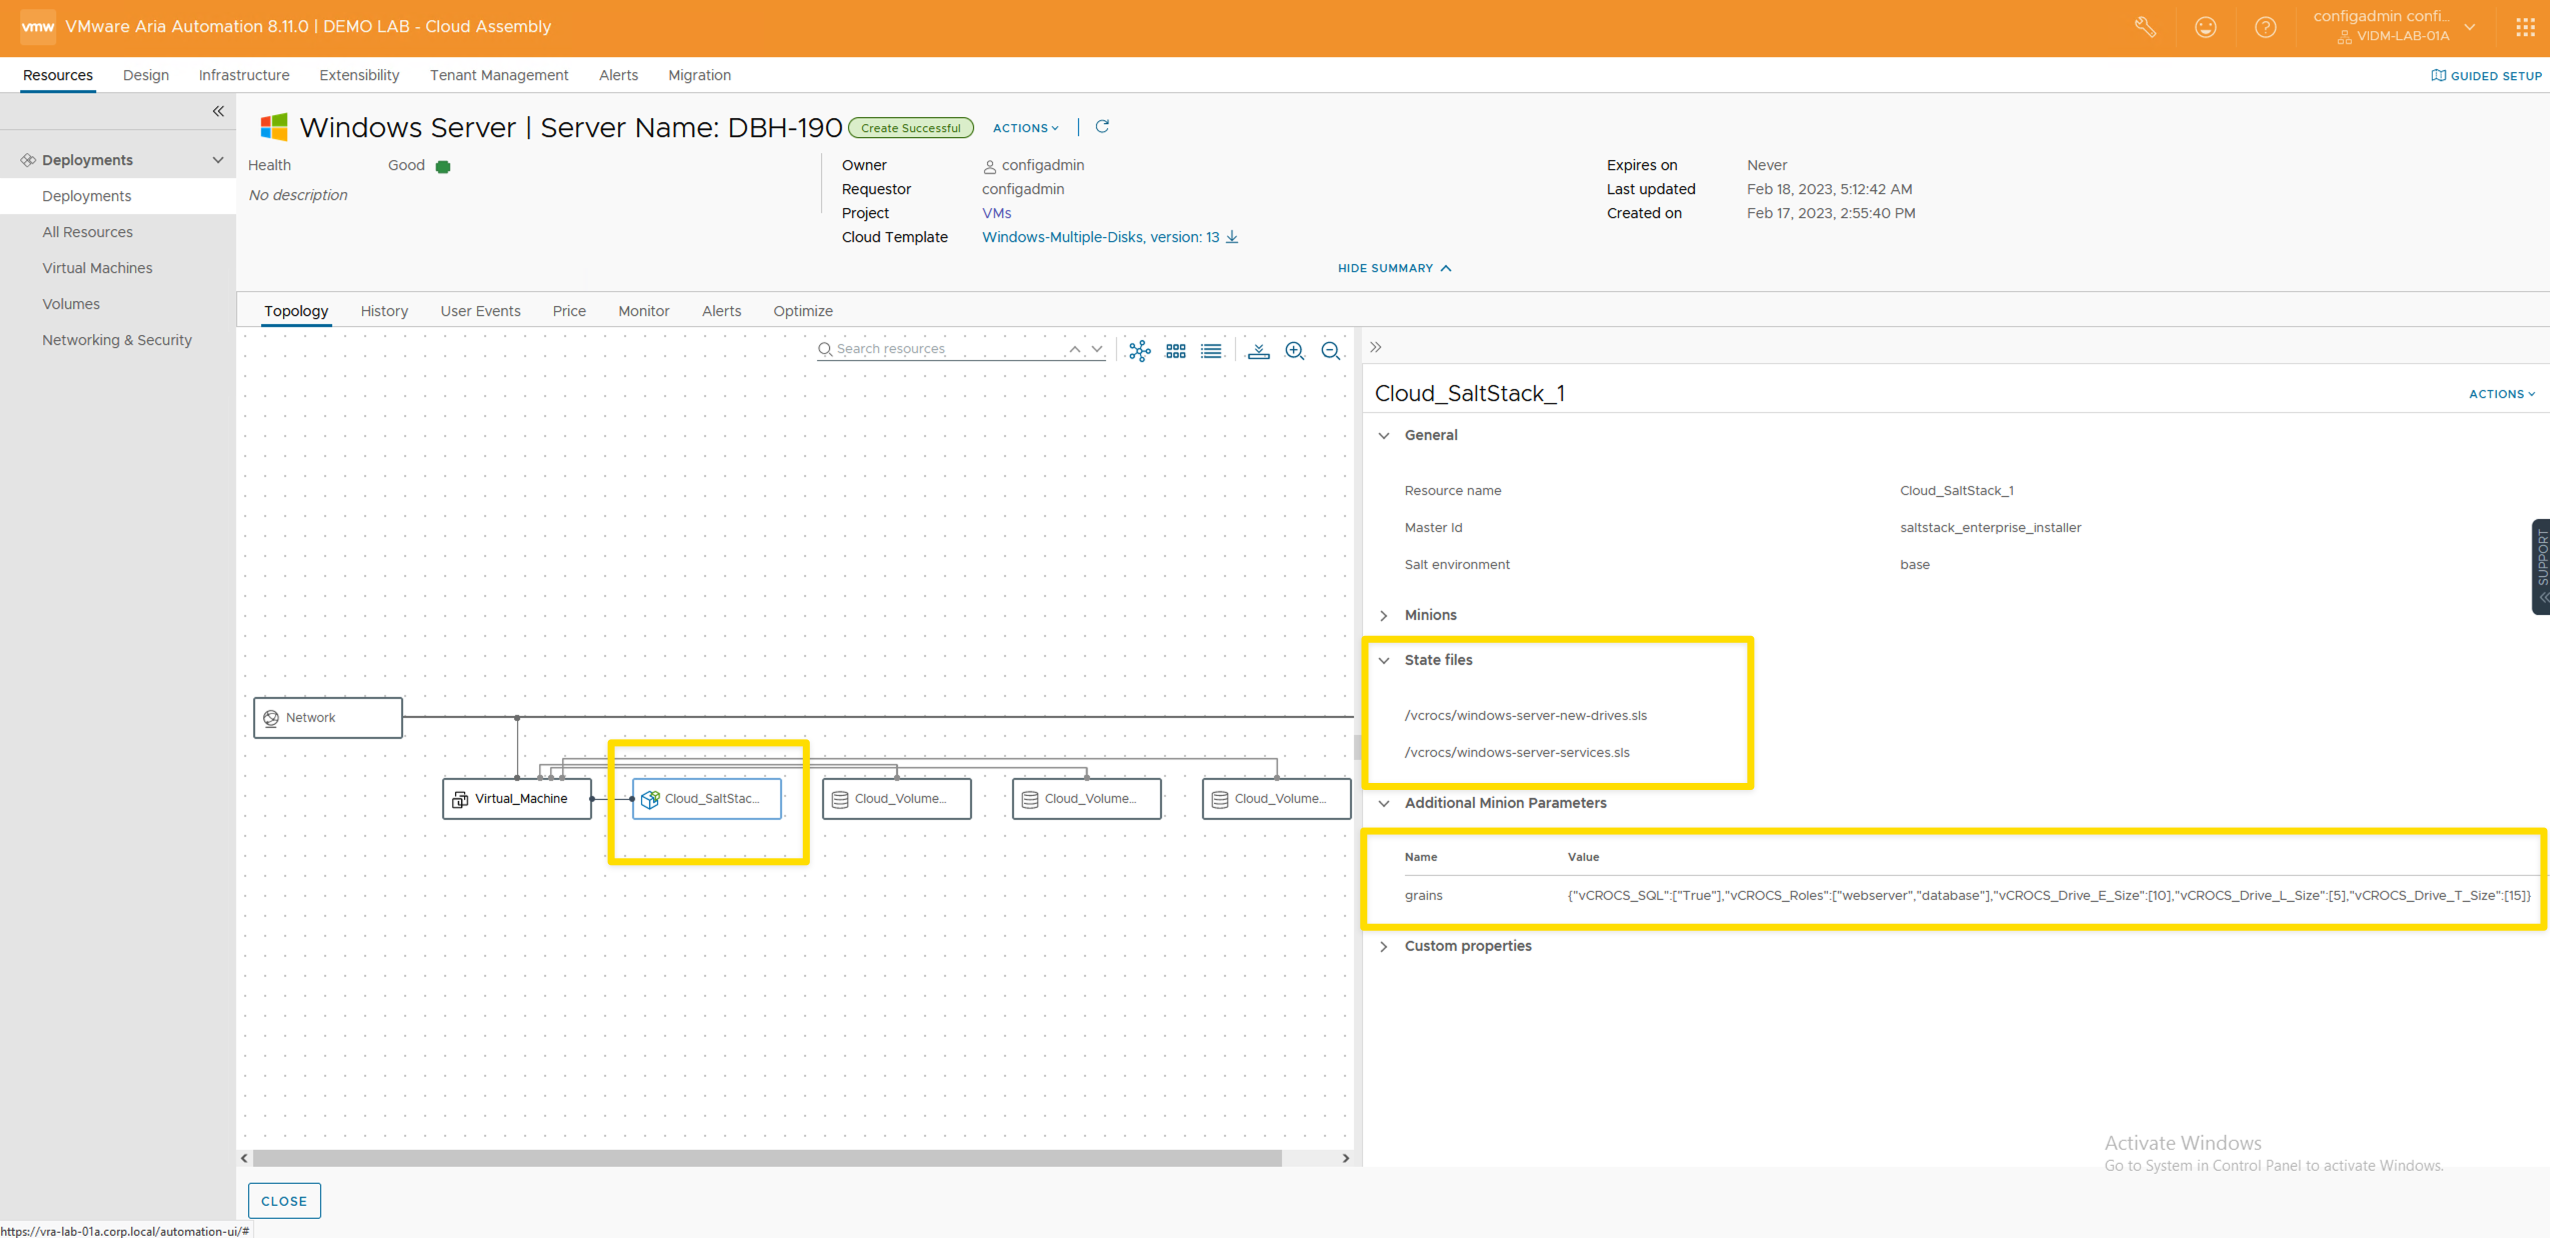 vmw VMware Aria Automation 8.11.0 | DEMO LAB - Cloud Assembly
configadmin confi...
VIDM-LAB-01A
Resources Design Infrastructure Extensibility Tenant Management Alerts Migration
GUIDED SETUP
Deployments
Deployments
All Resources
Virtual Machines
Volumes
Networking & Security
Windows Server | Server Name: DBH-190 Create Successful ACTIONS
Health Good
No description
Owner configadmin
Requestor configadmin
Project VMs
Cloud Template Windows-Multiple-Disks, version: 13
Expires on Never
Last updated Feb 18, 2023, 5:12:42 AM
Created on Feb 17, 2023, 2:55:40 PM
HIDE SUMMARY
Topology History User Events Price Monitor Alerts Optimize
Search resources
Network
Virtual_Machine
Cloud_SaltStac...
Cloud_Volume...
Cloud_Volume...
Cloud_Volume...
Cloud_SaltStack_1
ACTIONS
General
Resource name Cloud_SaltStack_1
Master Id saltstack_enterprise_installer
Salt environment base
Minions
State files
/vcrocs/windows-server-new-drives.sls
/vcrocs/windows-server-services.sls
Additional Minion Parameters
Name Value
grains {"vCROCS_SQL":["True"],"vCROCS_Roles":["webserver","database"],"vCROCS_Drive_E_Size":[10],"vCROCS_Drive_L_Size":[5],"vCROCS_Drive_T_Size":[15]}
Custom properties
SUPPORT
Activate Windows
Go to System in Control Panel to activate Windows.
CLOSE
https://vra-lab-01a.corp.local/automation-ui/#